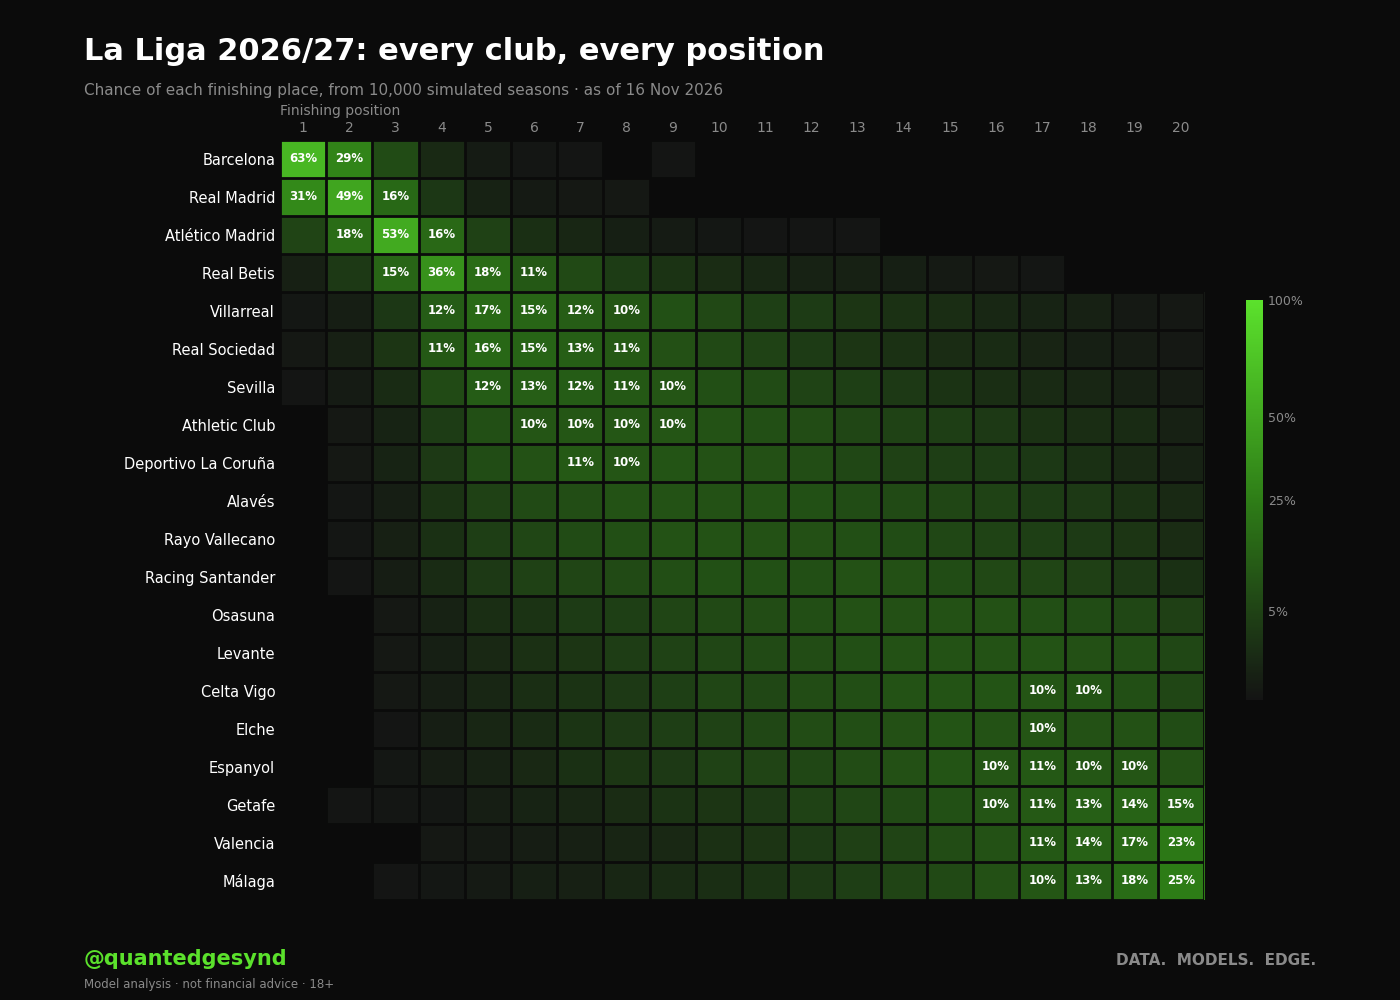 La Liga 2026/27: every club, every position
Chance of each finishing place, from 10,000 simulated seasons · as of 16 Nov 2026
Finishing position
1 2 3 4 5 6 7 8 9 10 11 12 13 14 15 16 17 18 19 20
Barcelona 63% 29%
Real Madrid 31% 49% 16%
Atlético Madrid 18% 53% 16%
Real Betis 15% 36% 18% 11%
Villarreal 12% 17% 15% 12% 10%
100%
Real Sociedad 11% 16% 15% 13% 11%
Sevilla 12% 13% 12% 11% 10%
50%
Athletic Club 10% 10% 10% 10%
Deportivo La Coruña 11% 10%
Alavés
25%
Rayo Vallecano
Racing Santander
5%
Osasuna
Levante
Celta Vigo 10% 10%
Elche 10%
Espanyol 10% 11% 10% 10%
Getafe 10% 11% 13% 14% 15%
Valencia 11% 14% 17% 23%
Málaga 10% 13% 18% 25%
@quantedgesynd
DATA. MODELS. EDGE.
Model analysis · not financial advice · 18+